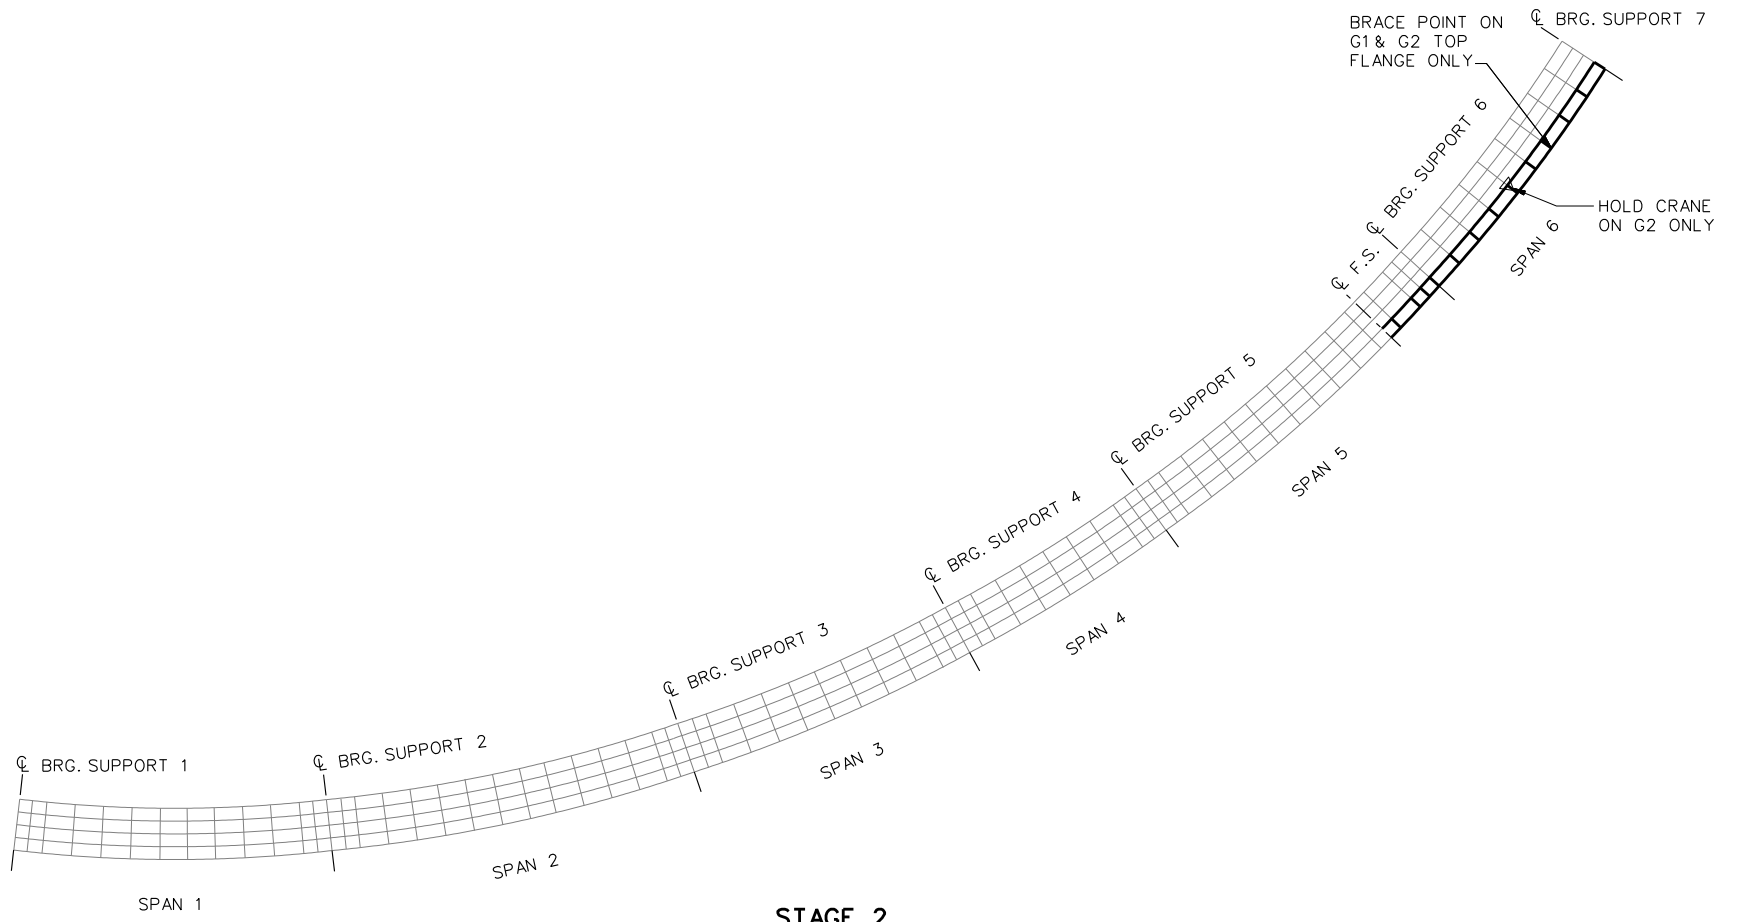 BRACE POINT ON
G1 & G2 TOP
FLANGE ONLY
℄ BRG. SUPPORT 7
℄ BRG. SUPPORT 6
HOLD CRANE
ON G2 ONLY
SPAN 6
℄ F.S.
℄ BRG. SUPPORT 5
SPAN 5
℄ BRG. SUPPORT 4
SPAN 4
℄ BRG. SUPPORT 3
SPAN 3
℄ BRG. SUPPORT 2
℄ BRG. SUPPORT 1
SPAN 2
SPAN 1
STAGE 2